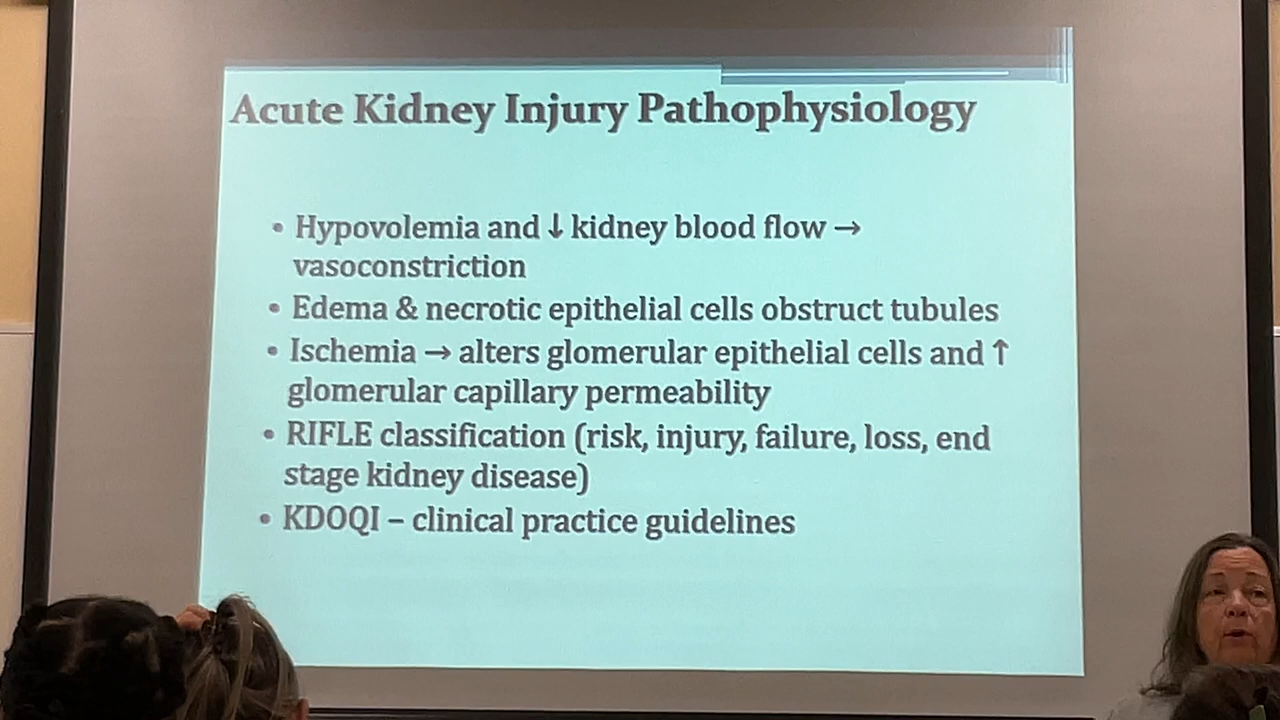 Acute Kidney Injury Pathophysiology
• Hypovolemia and ↓ kidney blood flow →
vasoconstriction
• Edema & necrotic epithelial cells obstruct tubules
• Ischemia → alters glomerular epithelial cells and ↑
glomerular capillary permeability
• RIFLE classification (risk, injury, failure, loss, end
stage kidney disease)
• KDOQI – clinical practice guidelines